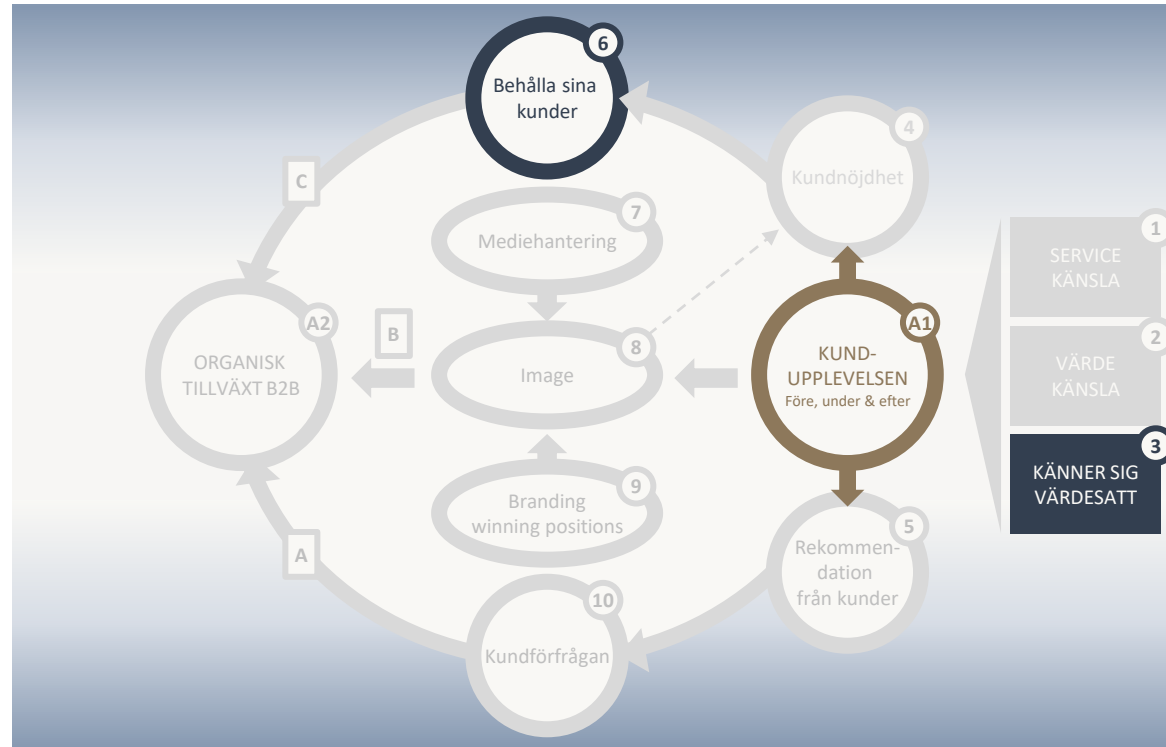 6
Behålla sina
kunder
4
Kundnöjdhet
C
7
Mediehantering
1
SERVICE
KÄNSLA
A2
ORGANISK
TILLVÄXT B2B
B
8
Image
A1
KUND-
UPPLEVELSEN
Före, under & efter
2
VÄRDE
KÄNSLA
3
KÄNNER SIG
VÄRDESATT
9
Branding
winning positions
5
Rekommen-
dation
från kunder
A
10
Kundförfrågan